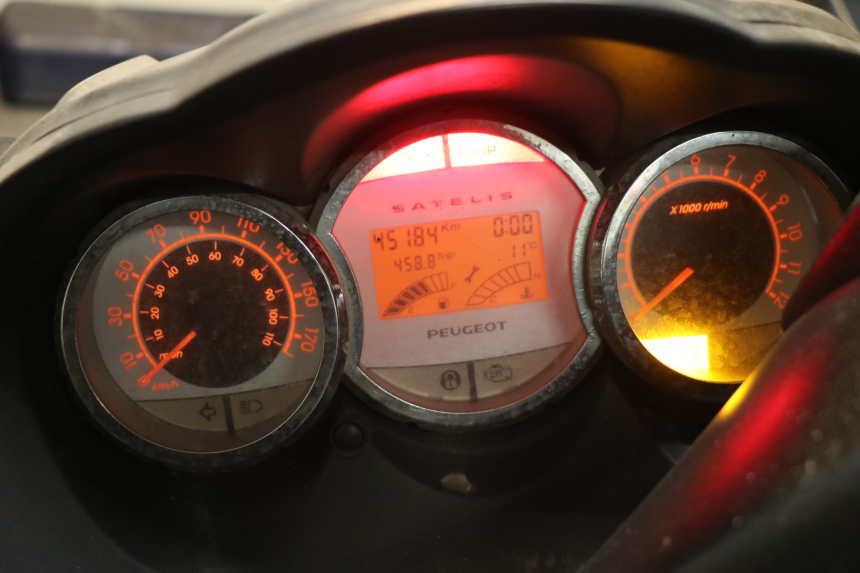 10 30 50 70 90 110 130 150 170
10 20 30 40 50 60 70 80 90 100 110
mph
km/h
STOP
SATELIS
45184 Km 0:00
458.8 Trip 11°C
PEUGEOT
6 7 8 9 10 11 12
X1000 r/min